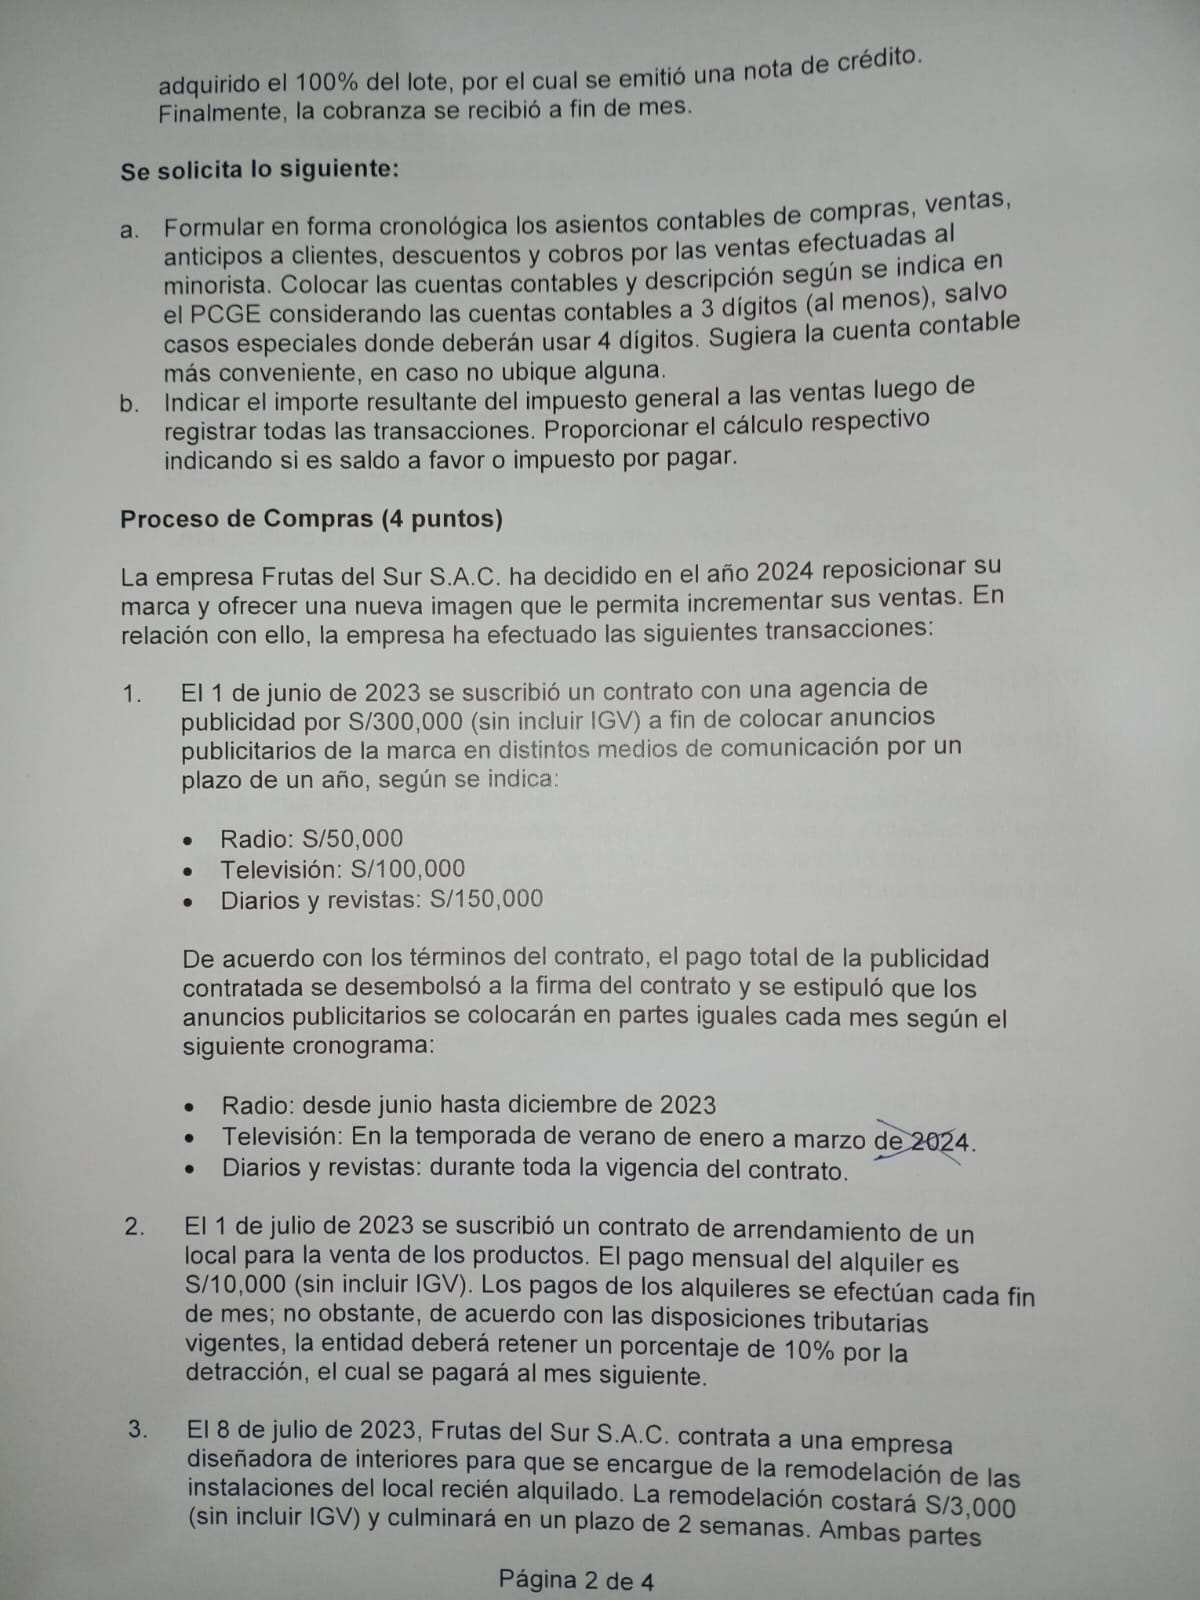 adquirido el 100% del lote, por el cual se emitió una nota de crédito.
Finalmente, la cobranza se recibió a fin de mes.
Se solicita lo siguiente:
a. Formular en forma cronológica los asientos contables de compras, ventas,
anticipos a clientes, descuentos y cobros por las ventas efectuadas al
minorista. Colocar las cuentas contables y descripción según se indica en
el PCGE considerando las cuentas contables a 3 dígitos (al menos), salvo
casos especiales donde deberán usar 4 dígitos. Sugiera la cuenta contable
más conveniente, en caso no ubique alguna.
b. Indicar el importe resultante del impuesto general a las ventas luego de
registrar todas las transacciones. Proporcionar el cálculo respectivo
indicando si es saldo a favor o impuesto por pagar.
Proceso de Compras (4 puntos)
La empresa Frutas del Sur S.A.C. ha decidido en el año 2024 reposicionar su
marca y ofrecer una nueva imagen que le permita incrementar sus ventas. En
relación con ello, la empresa ha efectuado las siguientes transacciones:
1. El 1 de junio de 2023 se suscribió un contrato con una agencia de
publicidad por S/300,000 (sin incluir IGV) a fin de colocar anuncios
publicitarios de la marca en distintos medios de comunicación por un
plazo de un año, según se indica:
• Radio: S/50,000
• Televisión: S/100,000
• Diarios y revistas: S/150,000
De acuerdo con los términos del contrato, el pago total de la publicidad
contratada se desembolsó a la firma del contrato y se estipuló que los
anuncios publicitarios se colocarán en partes iguales cada mes según el
siguiente cronograma:
• Radio: desde junio hasta diciembre de 2023
• Televisión: En la temporada de verano de enero a marzo de 2024.
• Diarios y revistas: durante toda la vigencia del contrato.
2. El 1 de julio de 2023 se suscribió un contrato de arrendamiento de un
local para la venta de los productos. El pago mensual del alquiler es
S/10,000 (sin incluir IGV). Los pagos de los alquileres se efectúan cada fin
de mes; no obstante, de acuerdo con las disposiciones tributarias
vigentes, la entidad deberá retener un porcentaje de 10% por la
detracción, el cual se pagará al mes siguiente.
3. El 8 de julio de 2023, Frutas del Sur S.A.C. contrata a una empresa
diseñadora de interiores para que se encargue de la remodelación de las
instalaciones del local recién alquilado. La remodelación costará S/3,000
(sin incluir IGV) y culminará en un plazo de 2 semanas. Ambas partes
Página 2 de 4